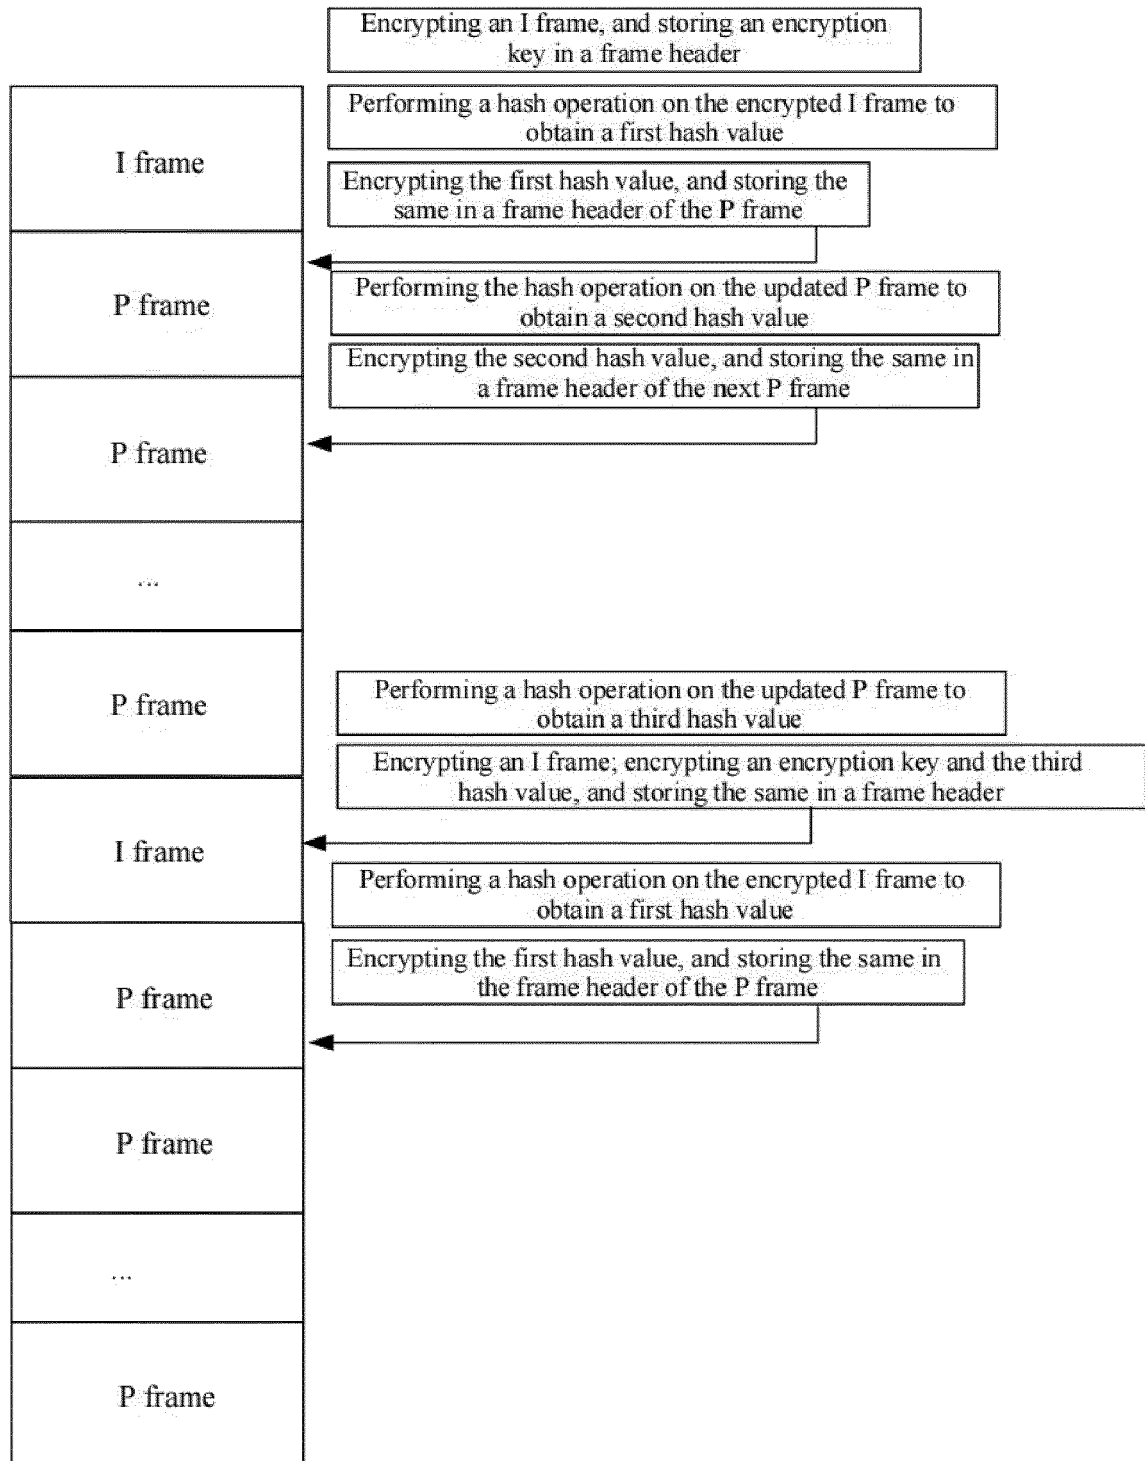 Encrypting an I frame, and storing an encryption
key in a frame header
Performing a hash operation on the encrypted I frame to
obtain a first hash value
I frame
Encrypting the first hash value, and storing the
same in a frame header of the P frame
P frame
Performing the hash operation on the updated P frame to
obtain a second hash value
Encrypting the second hash value, and storing the same in
a frame header of the next P frame
P frame
...
P frame
Performing a hash operation on the updated P frame to
obtain a third hash value
Encrypting an I frame; encrypting an encryption key and the third
hash value, and storing the same in a frame header
I frame
Performing a hash operation on the encrypted I frame to
obtain a first hash value
Encrypting the first hash value, and storing the same in
the frame header of the P frame
P frame
P frame
...
P frame